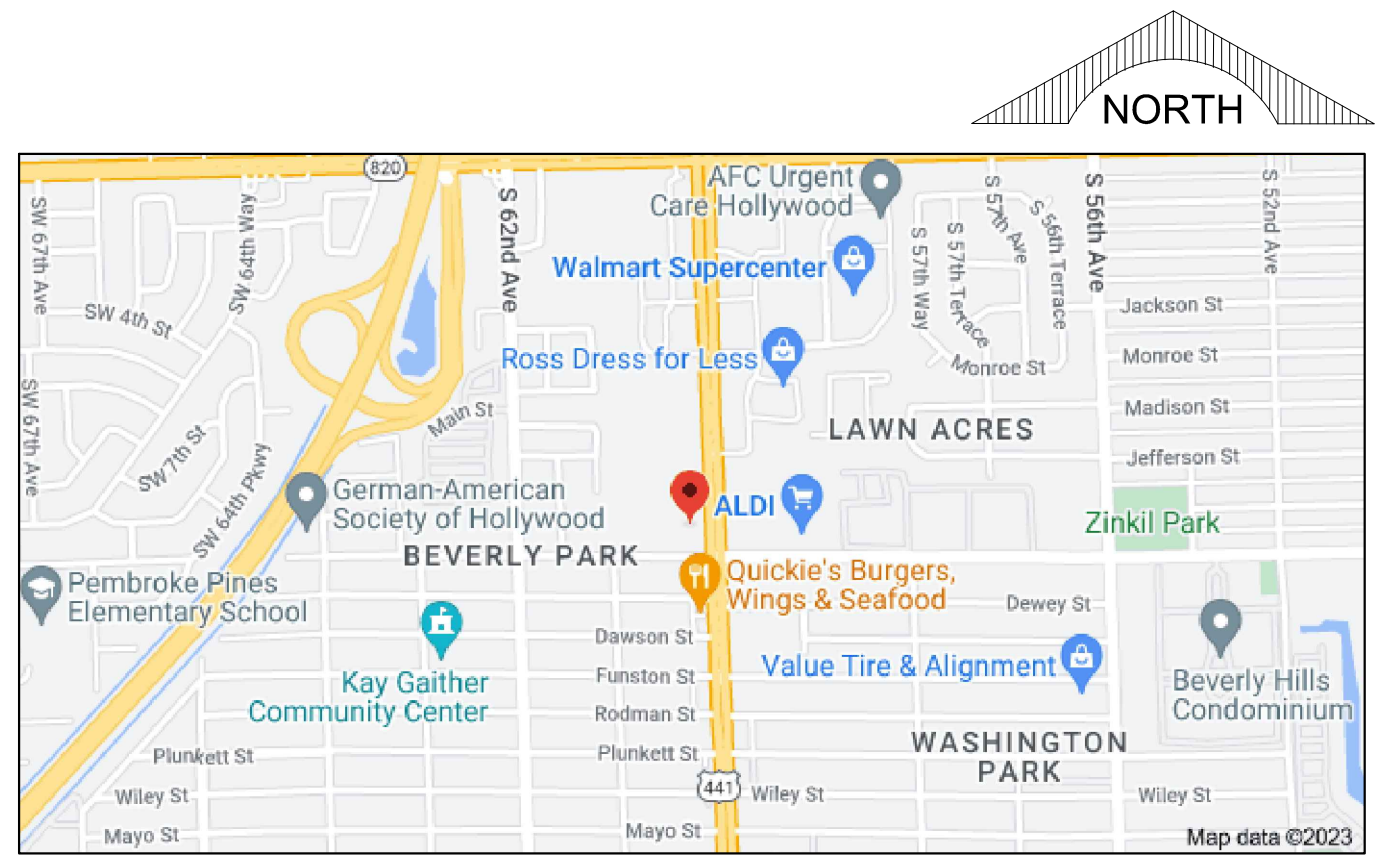 NORTH
820
AFC Urgent
Care Hollywood
SW 67th Ave
SW 64th Way
S 62nd Ave
S 57th Way
S 57th Terrace
S 57th Ave
S 56th Terrace
S 56th Ave
S 52nd Ave
Walmart Supercenter
SW 4th St
Jackson St
Ross Dress for Less
Monroe St
Monroe St
SW 67th Ave
Main St
Madison St
LAWN ACRES
SW 7th St
SW 64th Pkwy
Jefferson St
German-American
Society of Hollywood
ALDI
Zinkil Park
BEVERLY PARK
Pembroke Pines
Elementary School
Quickie's Burgers,
Wings & Seafood
Dewey St
Dawson St
Kay Gaither
Community Center
Funston St
Value Tire & Alignment
Beverly Hills
Condominium
Rodman St
WASHINGTON
PARK
Plunkett St
Plunkett St
441
Wiley St
Wiley St
Wiley St
Mayo St
Mayo St
Map data ©2023